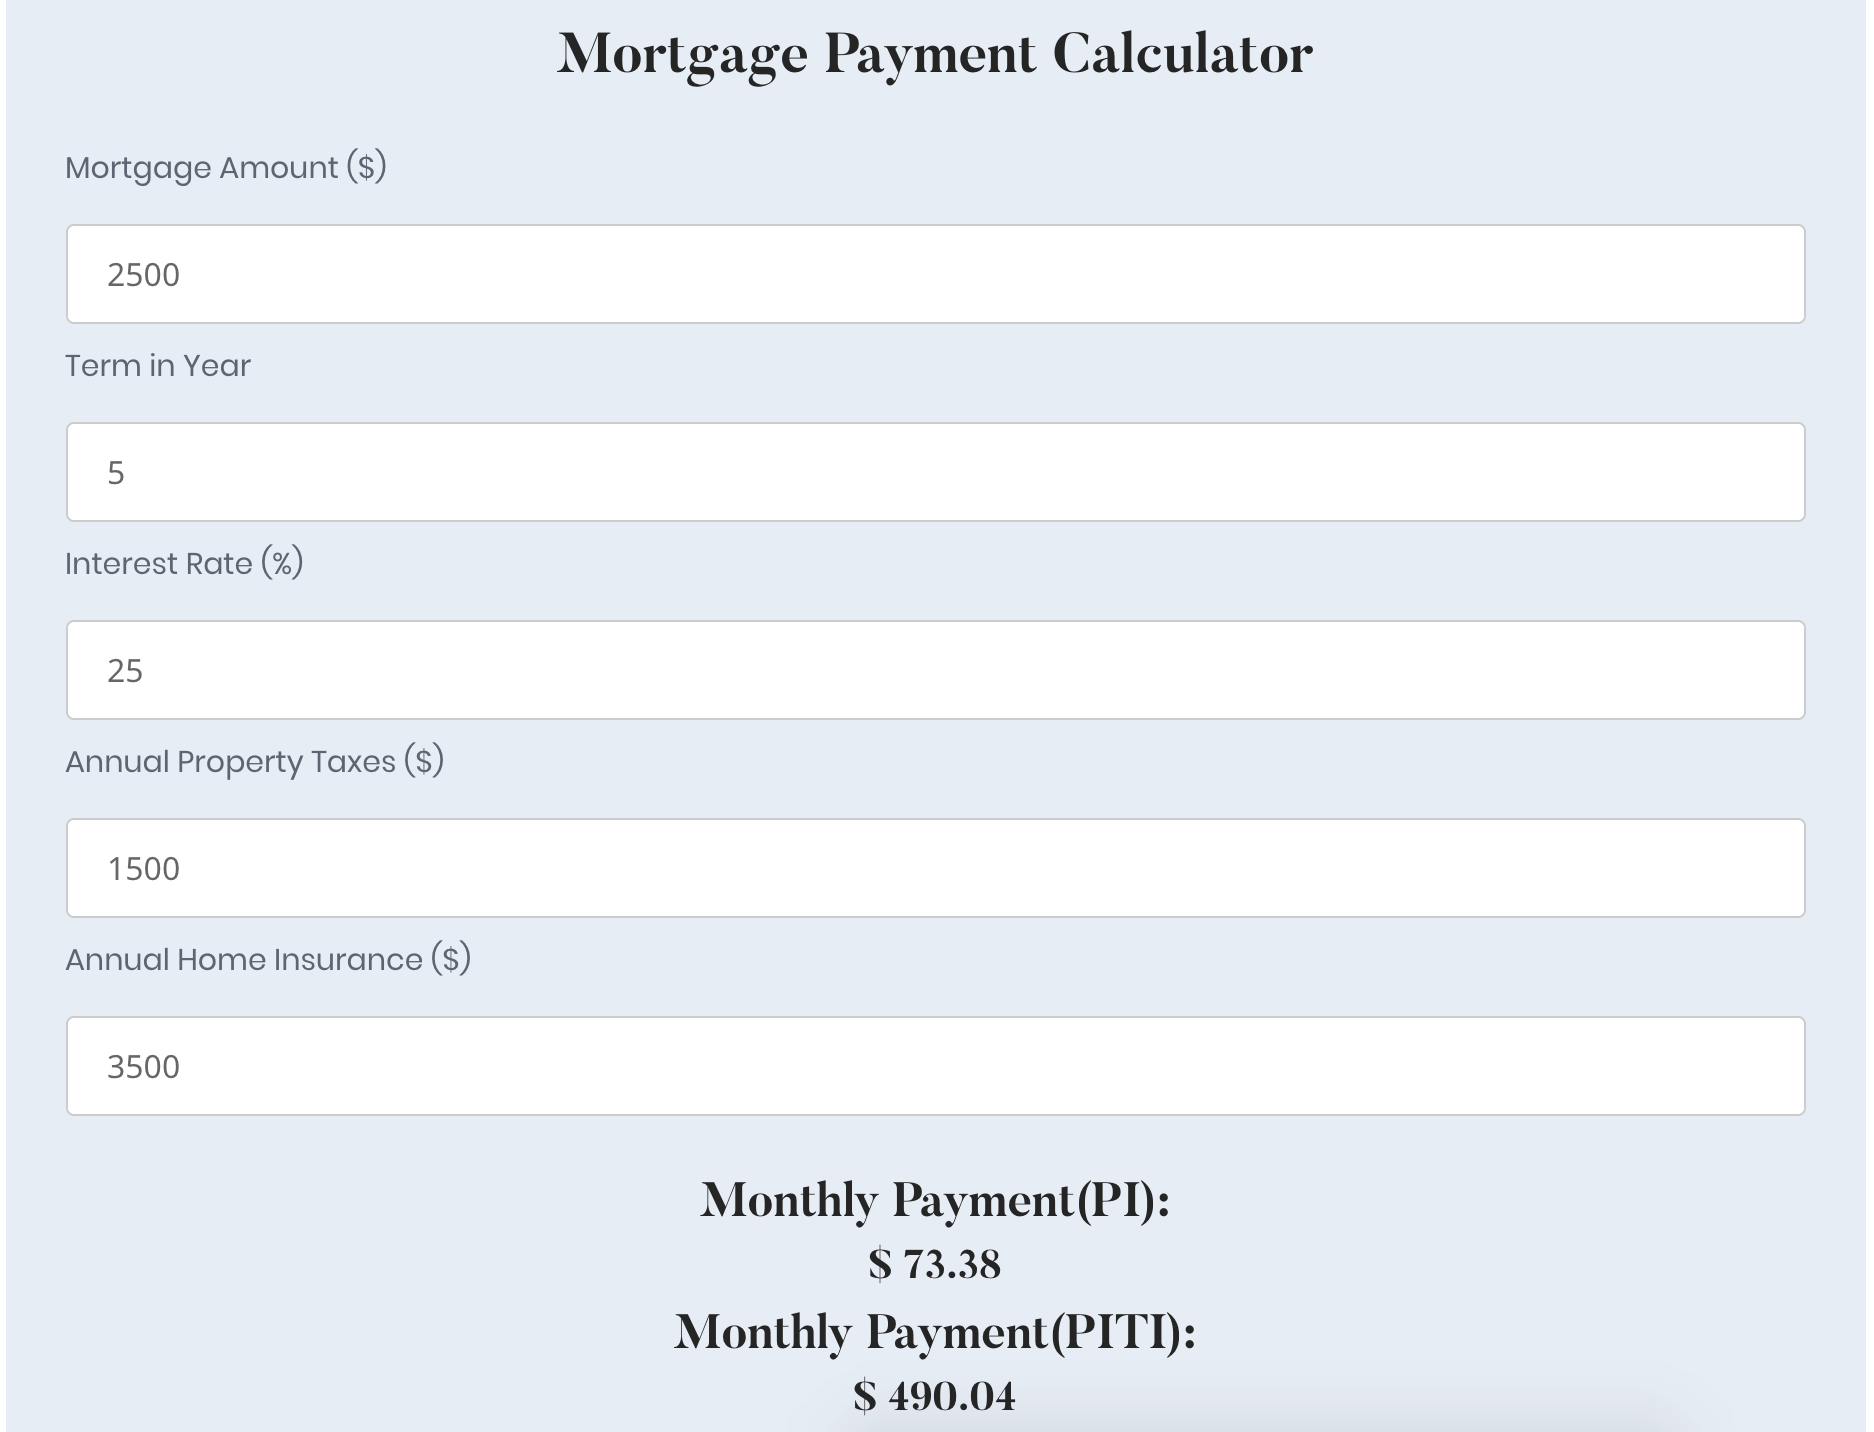 Mortgage Payment Calculator
Mortgage Amount ($)
2500
Term in Year
5
Interest Rate (%)
25
Annual Property Taxes ($)
1500
Annual Home Insurance ($)
3500
Monthly Payment(PI):
$ 73.38
Monthly Payment(PITI):
$ 490.04